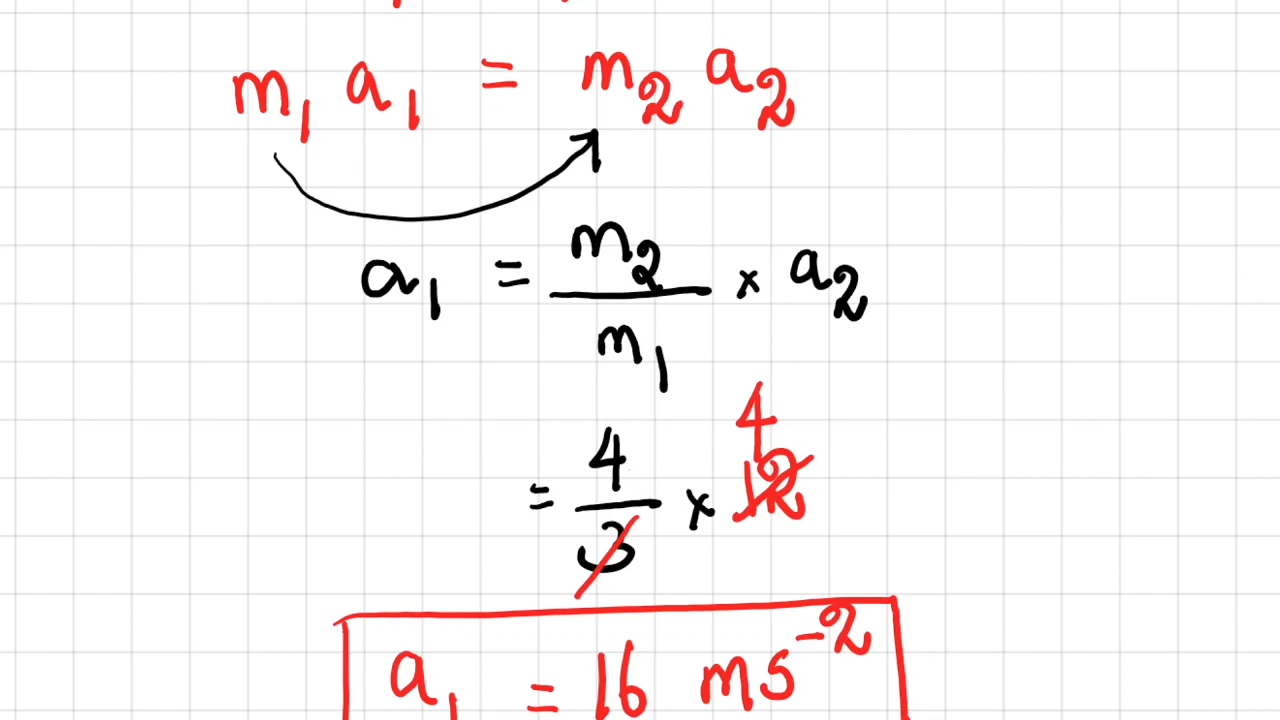 m₁ a₁ = m₂ a₂
a₁ = m₂/m₁ × a₂
= 4/3 × 12 4
a₁ = 16 ms⁻²